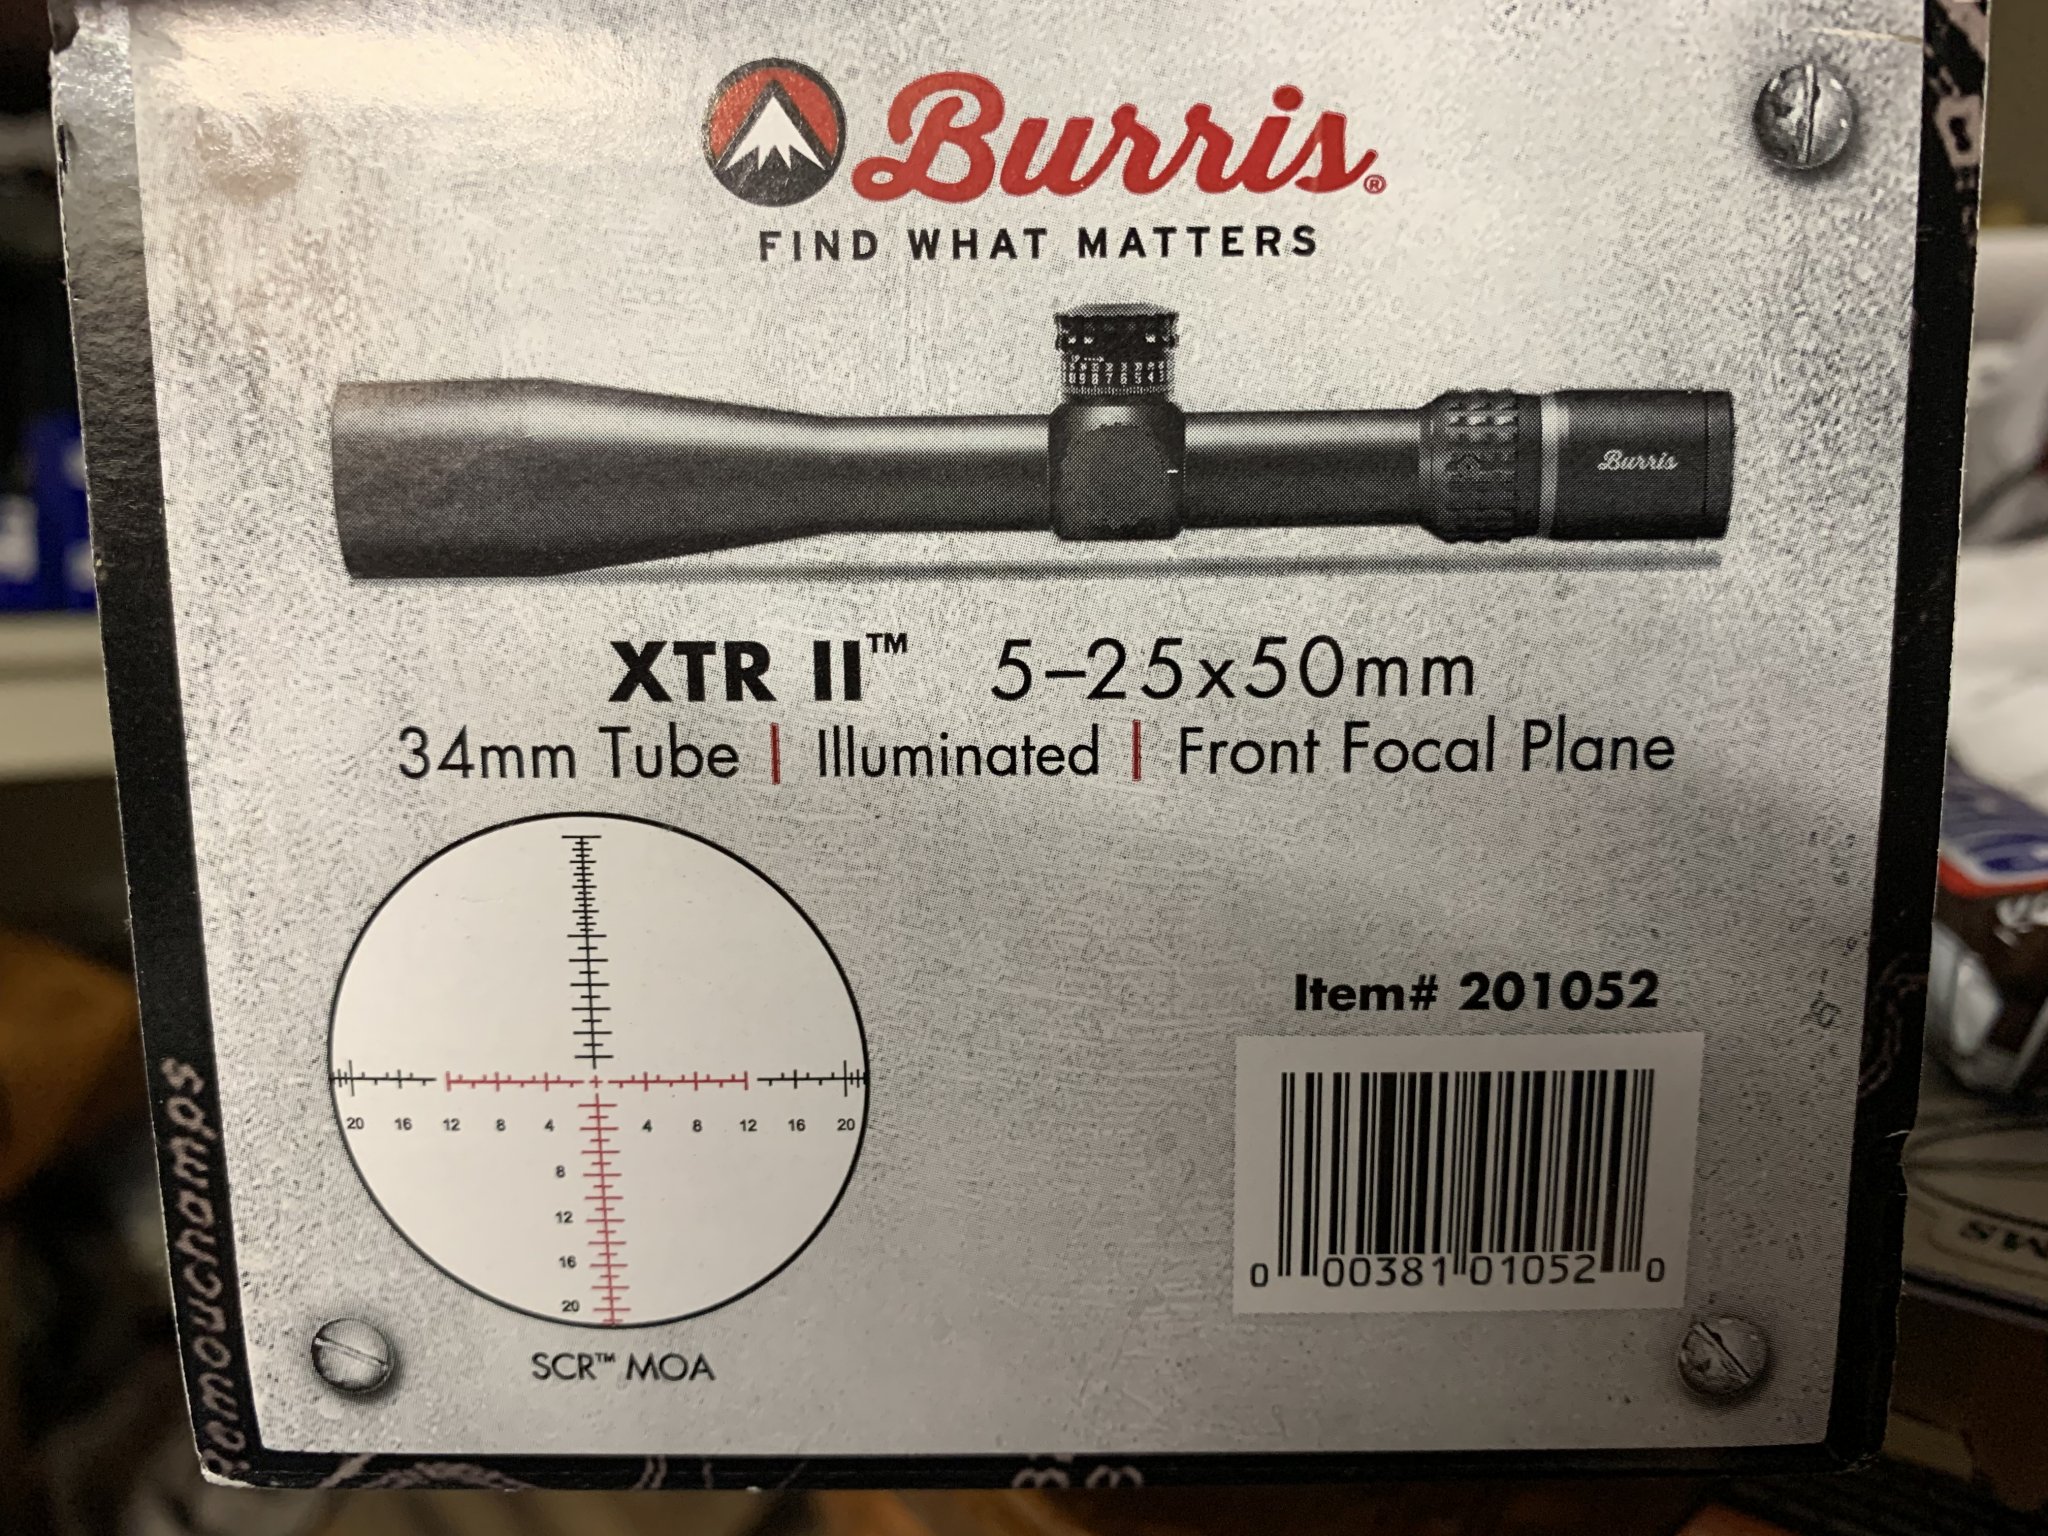 Burris®
FIND WHAT MATTERS
Burris
XTR II™ 5-25x50mm
34mm Tube | Illuminated | Front Focal Plane
20 16 12 8 4 4 8 12 16 20
8
12
16
20
SCR™ MOA
Item# 201052
0 00381 01052 0